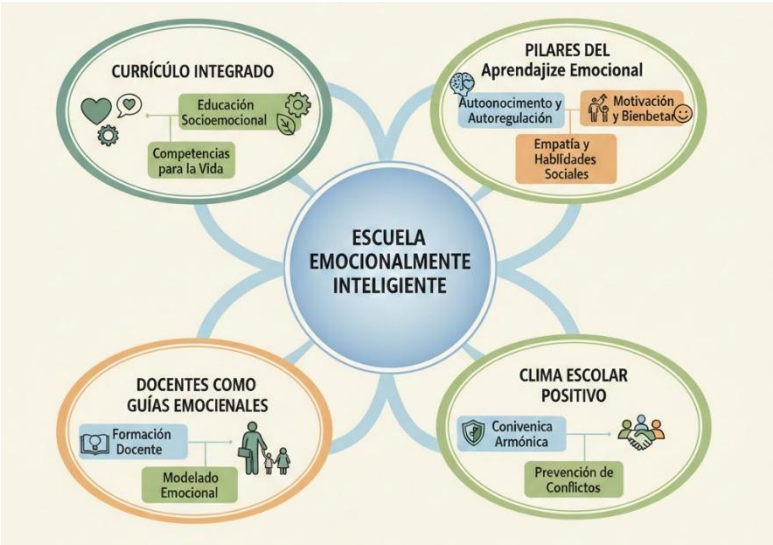 CURRÍCÚLO INTEGRADO
Educación
Socioemocional
Competencias
para la Vida
PILARES DEL
Aprendajize Emocional
Autoonocimento y
Autoregulación
Motivación
y Bienbetar
Empatía y
Hablídades
Sociales
ESCUELA
EMOCIONALMENTE
INTELIGIENTE
DOCENTES COMO
GUÍAS EMOCIENALES
Formación
Docente
Modelado
Emocional
CLIMA ESCOLAR
POSITIVO
Conivenica
Armónica
Prevención de
Conflictos